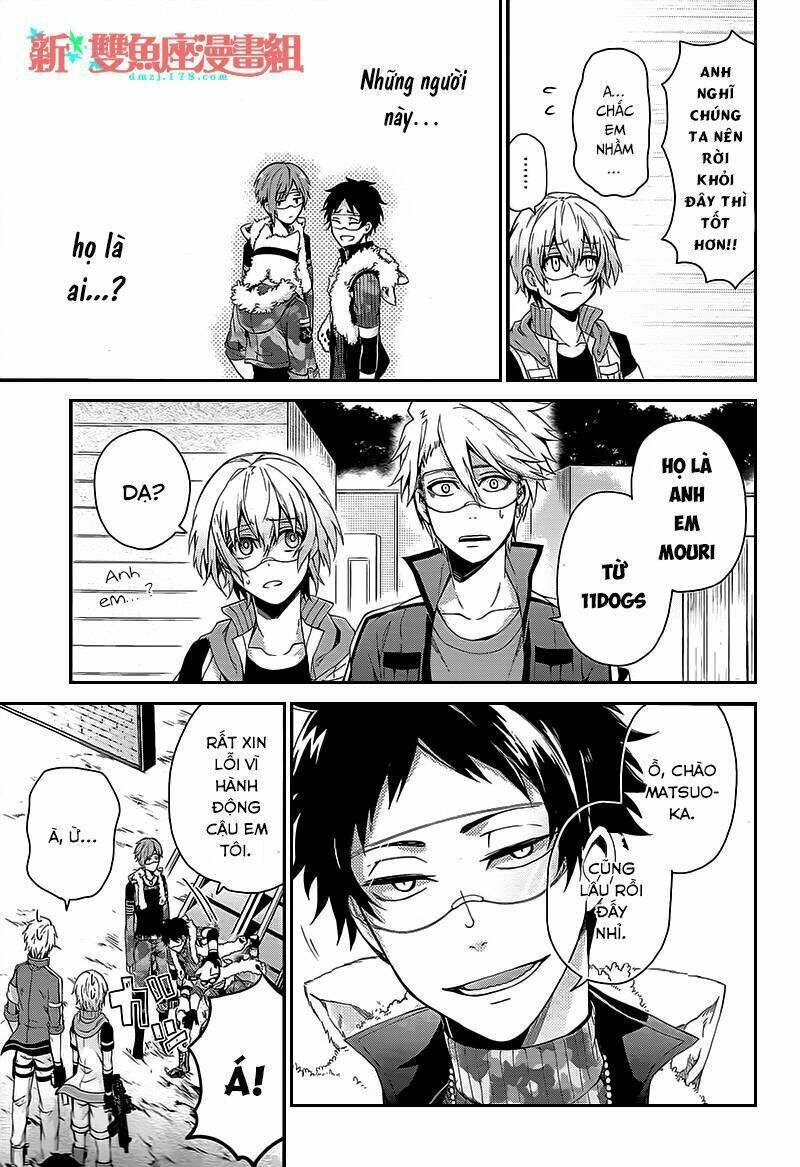 新·雙魚座漫畫組
dmzj.178.com
ANH
NGHĨ
CHÚNG
TA NÊN
RỜI
KHỎI
ĐÂY THÌ
TỐT
HƠN!!
A...
CHẮC
EM
NHẦM
...
......
Những người
này...
họ là
ai...?
HỌ LÀ
ANH
EM
MOURI
TỪ
11DOGS
DẠ?
Anh
em...?
Ồ, CHÀO
MATSUO-
KA.
CŨNG
LÂU RỒI
ĐẤY
NHỈ.
RẤT XIN
LỖI VÌ
HÀNH
ĐỘNG
CẬU EM
TÔI.
À, Ừ...
Á!